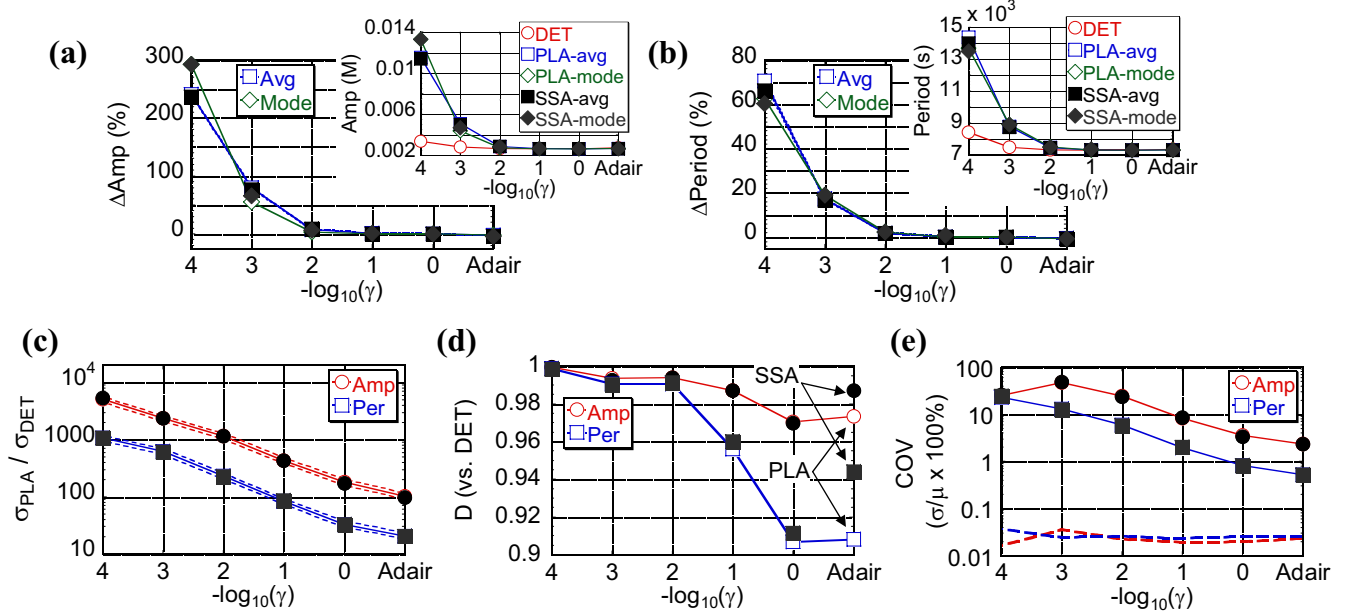 (a)
300
200
100
0
ΔAmp (%)
4 3 2 1 0 Adair
-log10(γ)
Avg
Mode
0.014
0.010
0.006
0.002
Amp (M)
4 3 2 1 0 Adair
-log10(γ)
DET
PLA-avg
PLA-mode
SSA-avg
SSA-mode
(b)
80
60
40
20
0
ΔPeriod (%)
4 3 2 1 0 Adair
-log10(γ)
Avg
Mode
15 x 10³
13
11
9
7
Period (s)
4 3 2 1 0 Adair
-log10(γ)
DET
PLA-avg
PLA-mode
SSA-avg
SSA-mode
(c)
10⁴
1000
100
10
σPLA / σDET
4 3 2 1 0 Adair
-log10(γ)
Amp
Per
(d)
1
0.98
0.96
0.94
0.92
0.9
D (vs. DET)
4 3 2 1 0 Adair
-log10(γ)
Amp
Per
SSA
PLA
(e)
100
10
1
0.1
0.01
COV
(σ/μ x 100%)
4 3 2 1 0 Adair
-log10(γ)
Amp
Per